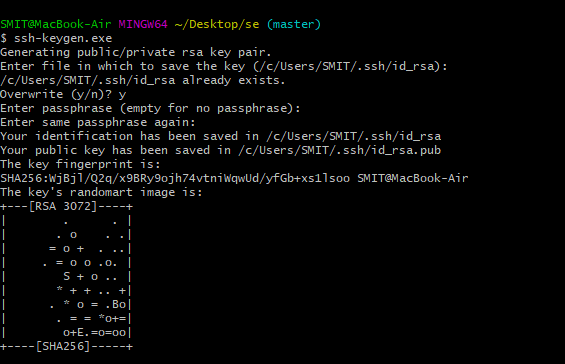 SMIT@MacBook-Air MINGW64 ~/Desktop/se (master)
$ ssh-keygen.exe
Generating public/private rsa key pair.
Enter file in which to save the key (/c/Users/SMIT/.ssh/id_rsa):
/c/Users/SMIT/.ssh/id_rsa already exists.
Overwrite (y/n)? y
Enter passphrase (empty for no passphrase):
Enter same passphrase again:
Your identification has been saved in /c/Users/SMIT/.ssh/id_rsa
Your public key has been saved in /c/Users/SMIT/.ssh/id_rsa.pub
The key fingerprint is:
SHA256:WjBjl/Q2q/x9BRy9ojh74vtniWqwUd/yfGb+xs1lsoo SMIT@MacBook-Air
The key's randomart image is:
+---[RSA 3072]----+
|        .      . |
|       . o    . .|
|      = o +  . ..|
|     . = o o .o. |
|        S + o .. |
|       * + + .. +|
|      . * o = .Bo|
|       . = = *o+=|
|        o+E.=o=oo|
+----[SHA256]-----+